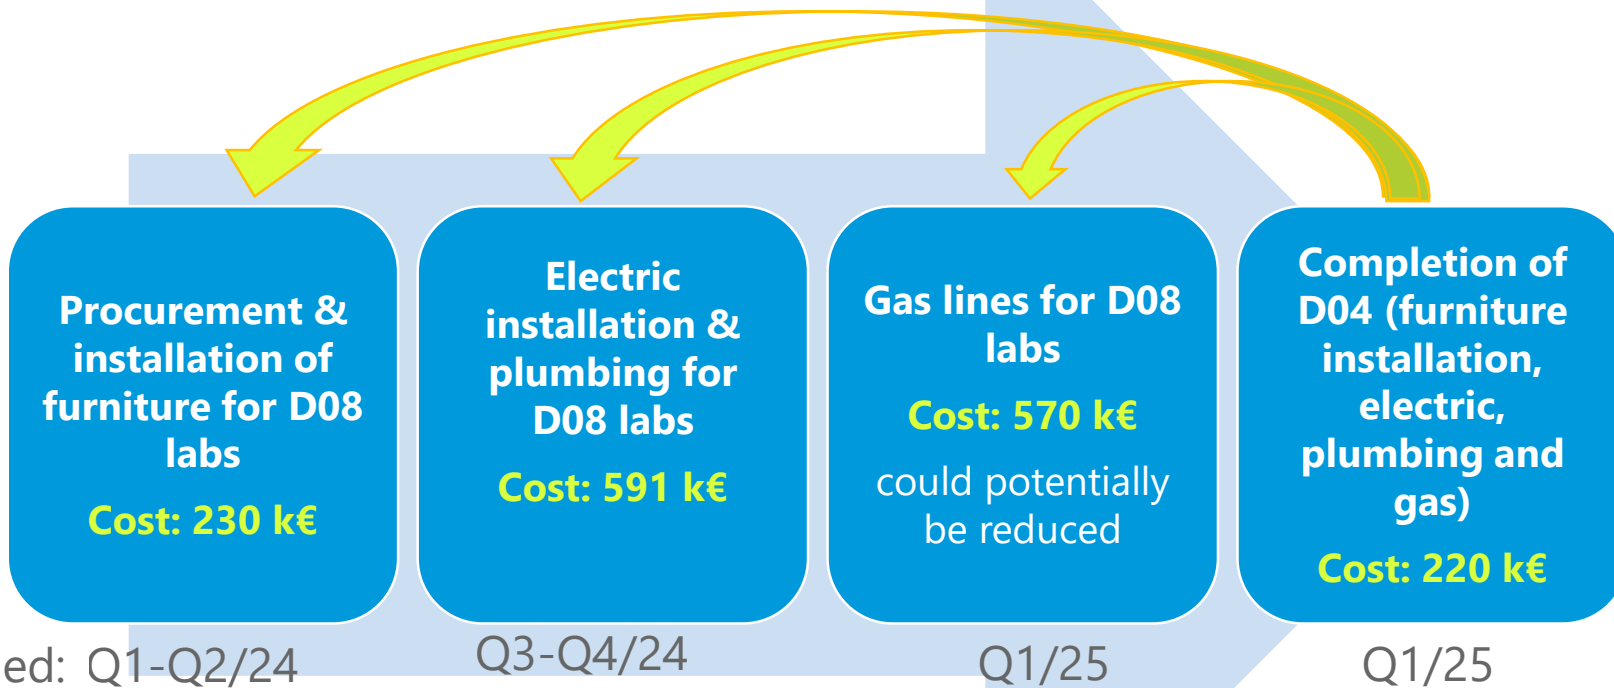 Procurement &
installation of
furniture for D08
labs
Cost: 230 k€
Electric
installation &
plumbing for
D08 labs
Cost: 591 k€
Gas lines for D08
labs
Cost: 570 k€
could potentially
be reduced
Completion of
D04 (furniture
installation,
electric,
plumbing and
gas)
Cost: 220 k€
ed: Q1-Q2/24
Q3-Q4/24
Q1/25
Q1/25